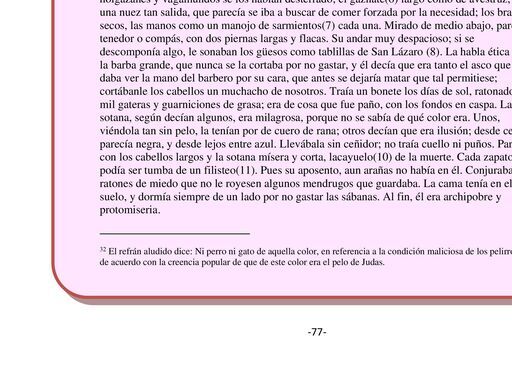 holgazanes y vagamundos se los habían desterrado; el gaznate(6) largo como de avestruz,
una nuez tan salida, que parecía se iba a buscar de comer forzada por la necesidad; los bra
secos, las manos como un manojo de sarmientos(7) cada una. Mirado de medio abajo, par
tenedor o compás, con dos piernas largas y flacas. Su andar muy despacioso; si se
descomponía algo, le sonaban los güesos como tablillas de San Lázaro (8). La habla ética
la barba grande, que nunca se la cortaba por no gastar, y él decía que era tanto el asco que
daba ver la mano del barbero por su cara, que antes se dejaría matar que tal permitiese;
cortábanle los cabellos un muchacho de nosotros. Traía un bonete los días de sol, ratonado
mil gateras y guarniciones de grasa; era de cosa que fue paño, con los fondos en caspa. La
sotana, según decían algunos, era milagrosa, porque no se sabía de qué color era. Unos,
viéndola tan sin pelo, la tenían por de cuero de rana; otros decían que era ilusión; desde ce
parecía negra, y desde lejos entre azul. Llevábala sin ceñidor; no traía cuello ni puños. Par
con los cabellos largos y la sotana mísera y corta, lacayuelo(10) de la muerte. Cada zapato
podía ser tumba de un filisteo(11). Pues su aposento, aun arañas no había en él. Conjuraba
ratones de miedo que no le royesen algunos mendrugos que guardaba. La cama tenía en el
suelo, y dormía siempre de un lado por no gastar las sábanas. Al fin, él era archipobre y
protomiseria.
32 El refrán aludido dice: Ni perro ni gato de aquella color, en referencia a la condición maliciosa de los pelirro
de acuerdo con la creencia popular de que de este color era el pelo de Judas.
-77-